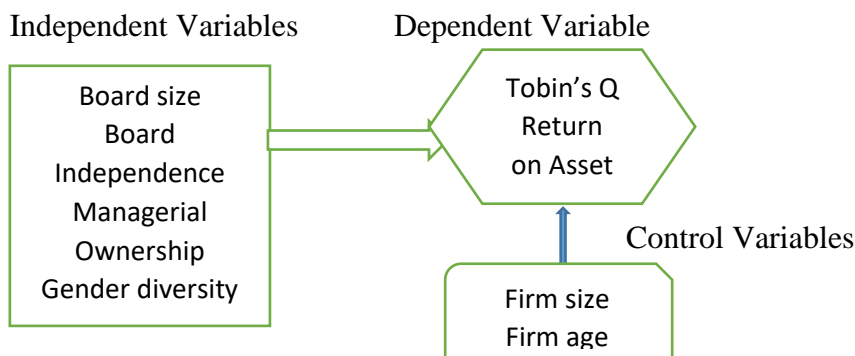 Independent Variables
Dependent Variable
Board size
Board
Independence
Managerial
Ownership
Gender diversity
Tobin’s Q
Return
on Asset
Control Variables
Firm size
Firm age